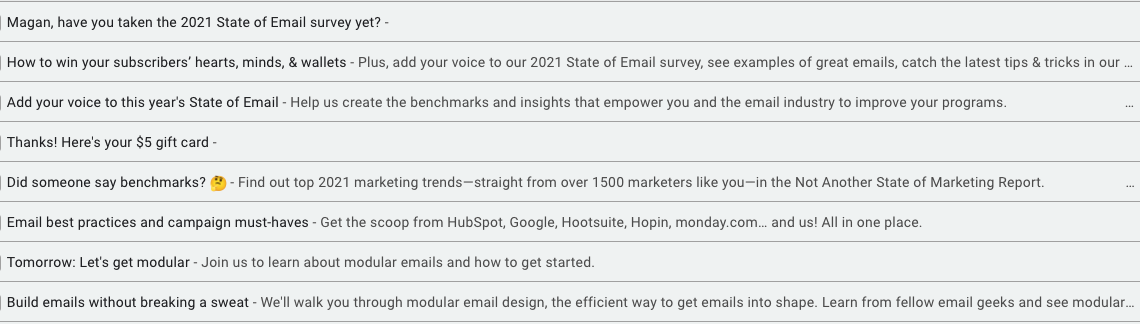 Magan, have you taken the 2021 State of Email survey yet? -
How to win your subscribers’ hearts, minds, & wallets - Plus, add your voice to our 2021 State of Email survey, see examples of great emails, catch the latest tips & tricks in our …
Add your voice to this year's State of Email - Help us create the benchmarks and insights that empower you and the email industry to improve your programs. …
Thanks! Here's your $5 gift card -
Did someone say benchmarks? 🤔 - Find out top 2021 marketing trends—straight from over 1500 marketers like you—in the Not Another State of Marketing Report. …
Email best practices and campaign must-haves - Get the scoop from HubSpot, Google, Hootsuite, Hopin, monday.com… and us! All in one place.
Tomorrow: Let's get modular - Join us to learn about modular emails and how to get started.
Build emails without breaking a sweat - We'll walk you through modular email design, the efficient way to get emails into shape. Learn from fellow email geeks and see modular…